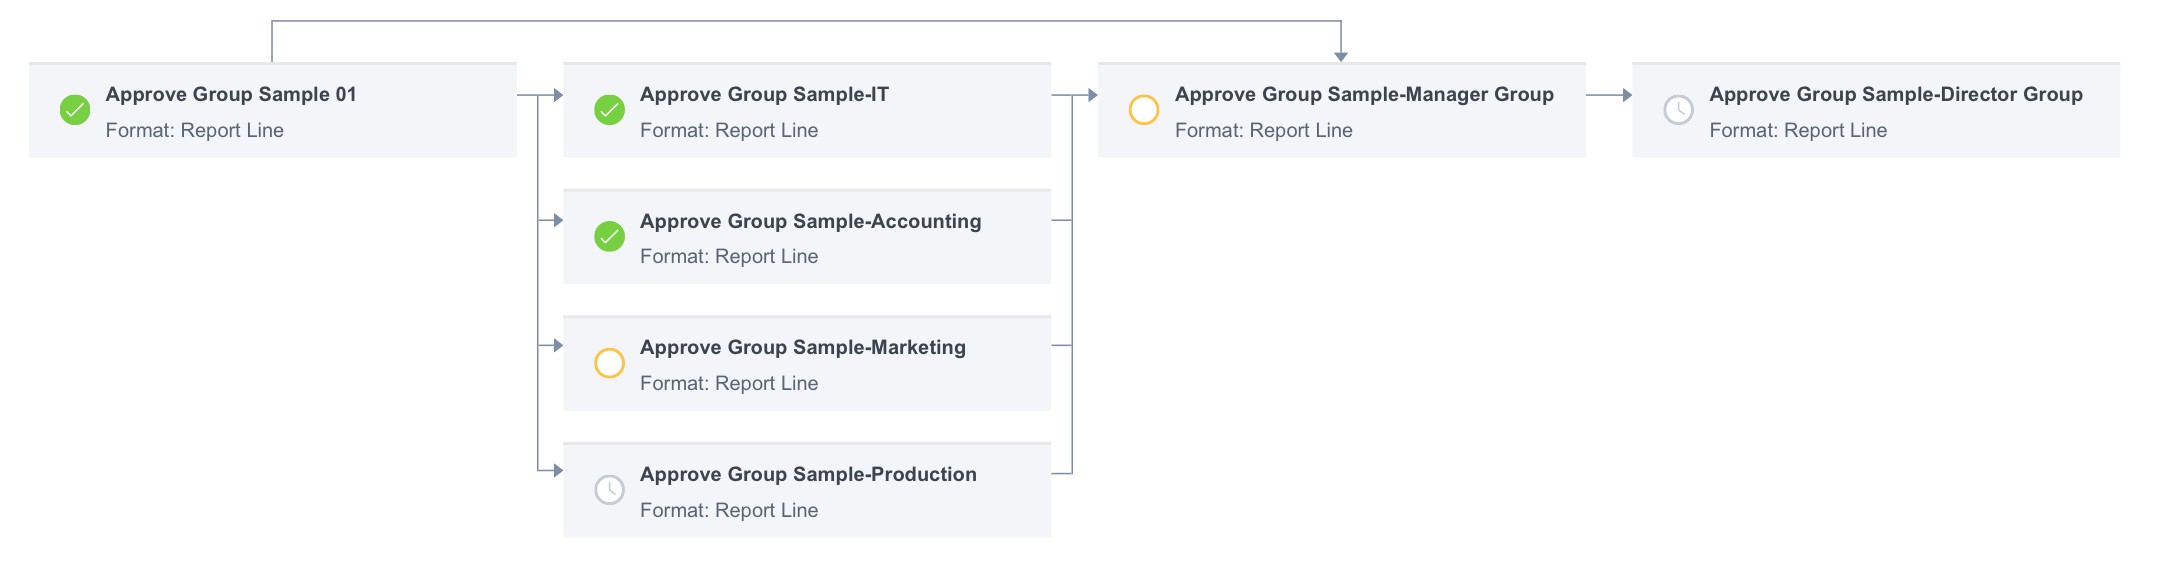 Approve Group Sample 01
Format: Report Line
Approve Group Sample-IT
Format: Report Line
Approve Group Sample-Accounting
Format: Report Line
Approve Group Sample-Marketing
Format: Report Line
Approve Group Sample-Production
Format: Report Line
Approve Group Sample-Manager Group
Format: Report Line
Approve Group Sample-Director Group
Format: Report Line